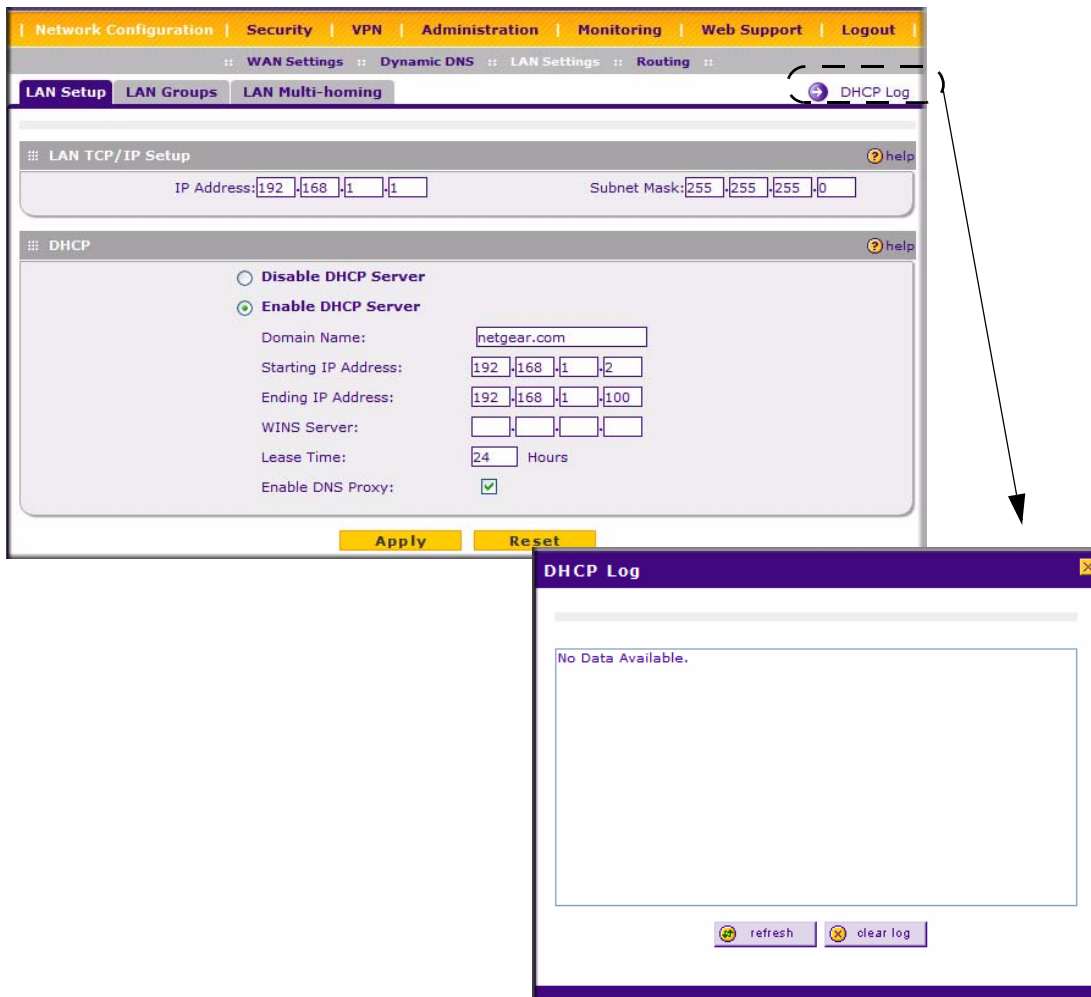 | Network Configuration | Security | VPN | Administration | Monitoring | Web Support | Logout |
:: WAN Settings :: Dynamic DNS :: LAN Settings :: Routing ::
LAN Setup LAN Groups LAN Multi-homing DHCP Log
LAN TCP/IP Setup help
IP Address: 192 . 168 . 1 . 1 Subnet Mask: 255 . 255 . 255 . 0
DHCP help
Disable DHCP Server
Enable DHCP Server
Domain Name: netgear.com
Starting IP Address: 192 . 168 . 1 . 2
Ending IP Address: 192 . 168 . 1 . 100
WINS Server: . . .
Lease Time: 24 Hours
Enable DNS Proxy:
Apply Reset
DHCP Log
No Data Available.
refresh clear log